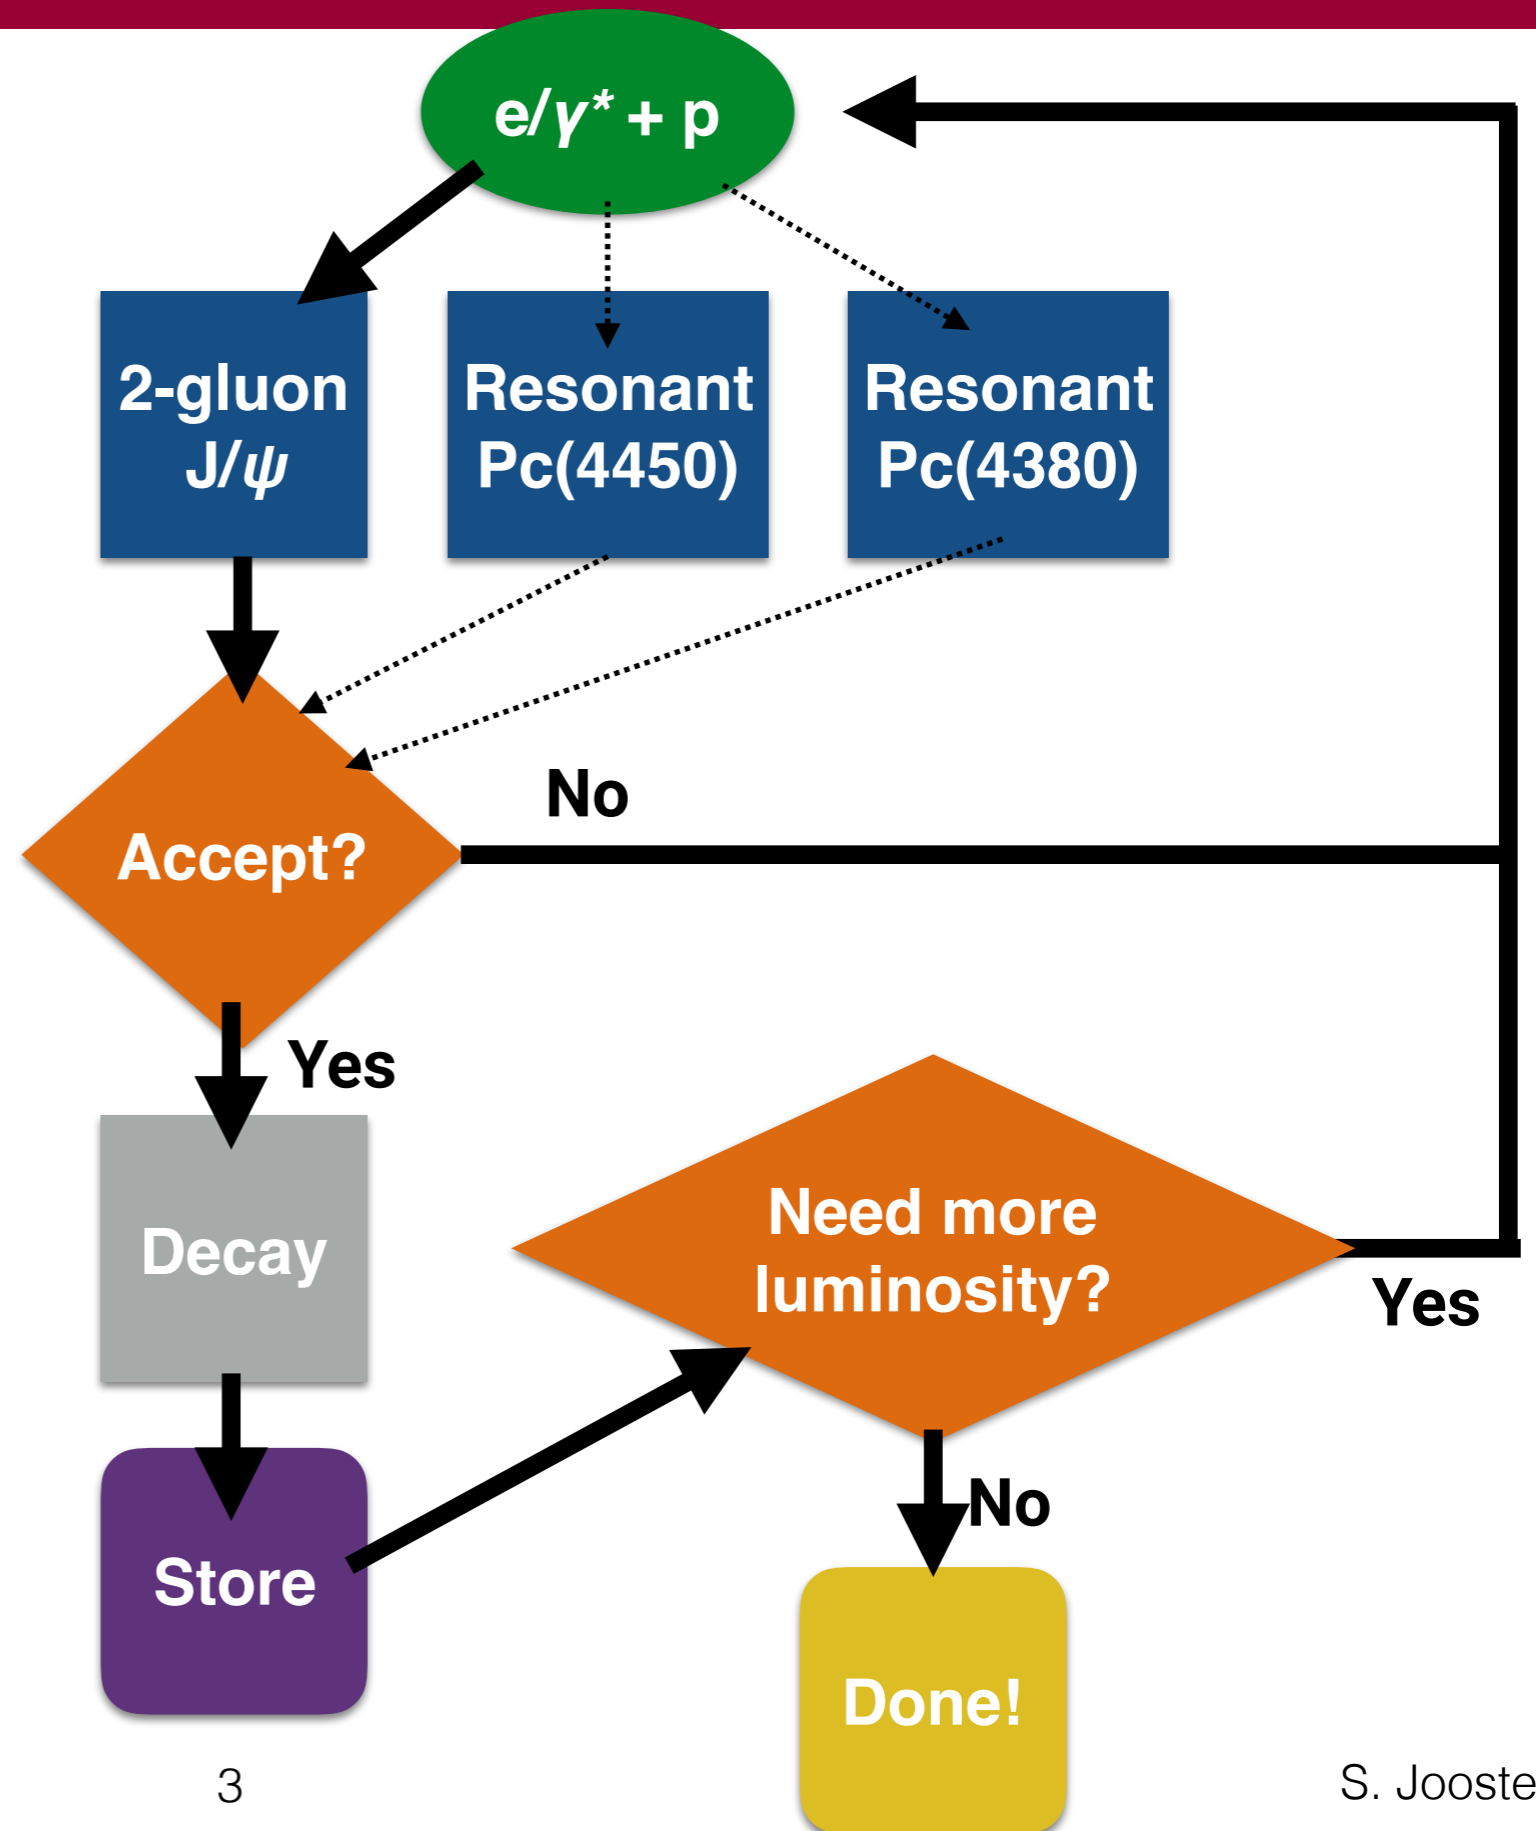 e/γ* + p
2-gluon
J/ψ
Resonant
Pc(4450)
Resonant
Pc(4380)
No
Accept?
Yes
Decay
Need more
luminosity?
Yes
Store
No
Done!
3
S. Jooste